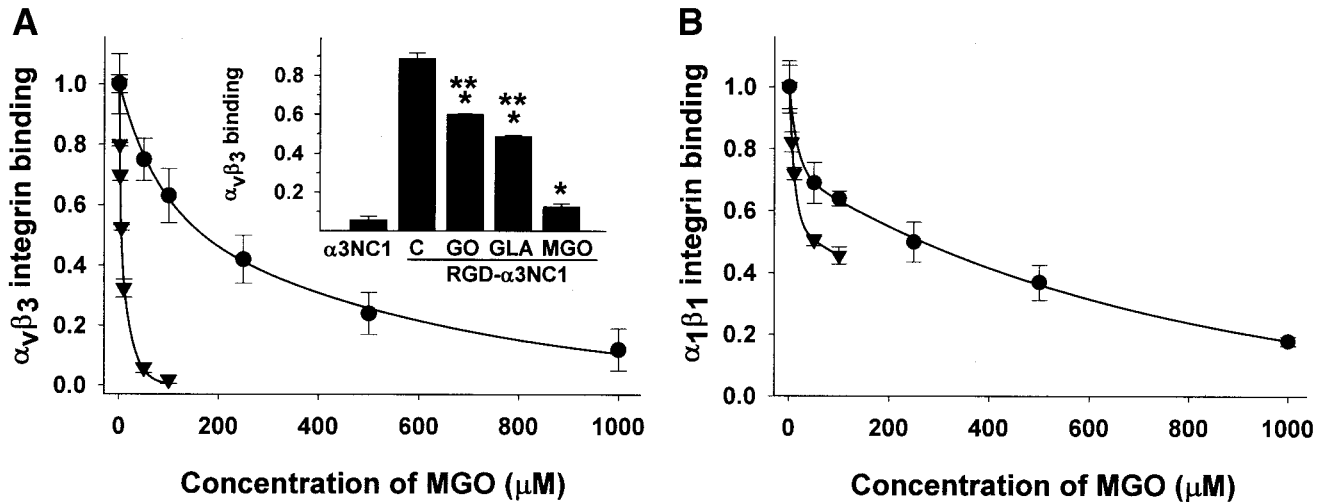 A
αvβ3 integrin binding
1.0
0.8
0.6
0.4
0.2
0.0
0 200 400 600 800 1000
Concentration of MGO (μM)
αvβ3 binding
0.8
0.6
0.4
0.2
** **
* * *
α3NC1 C GO GLA MGO
RGD-α3NC1
B
α1β1 integrin binding
1.0
0.8
0.6
0.4
0.2
0.0
0 200 400 600 800 1000
Concentration of MGO (μM)